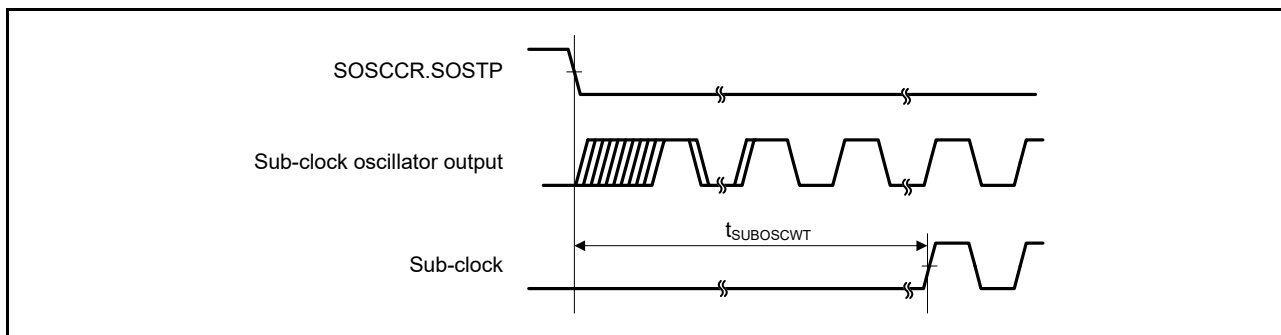 SOSCCR.SOSTP
Sub-clock oscillator output
tSUBOSCWT
Sub-clock